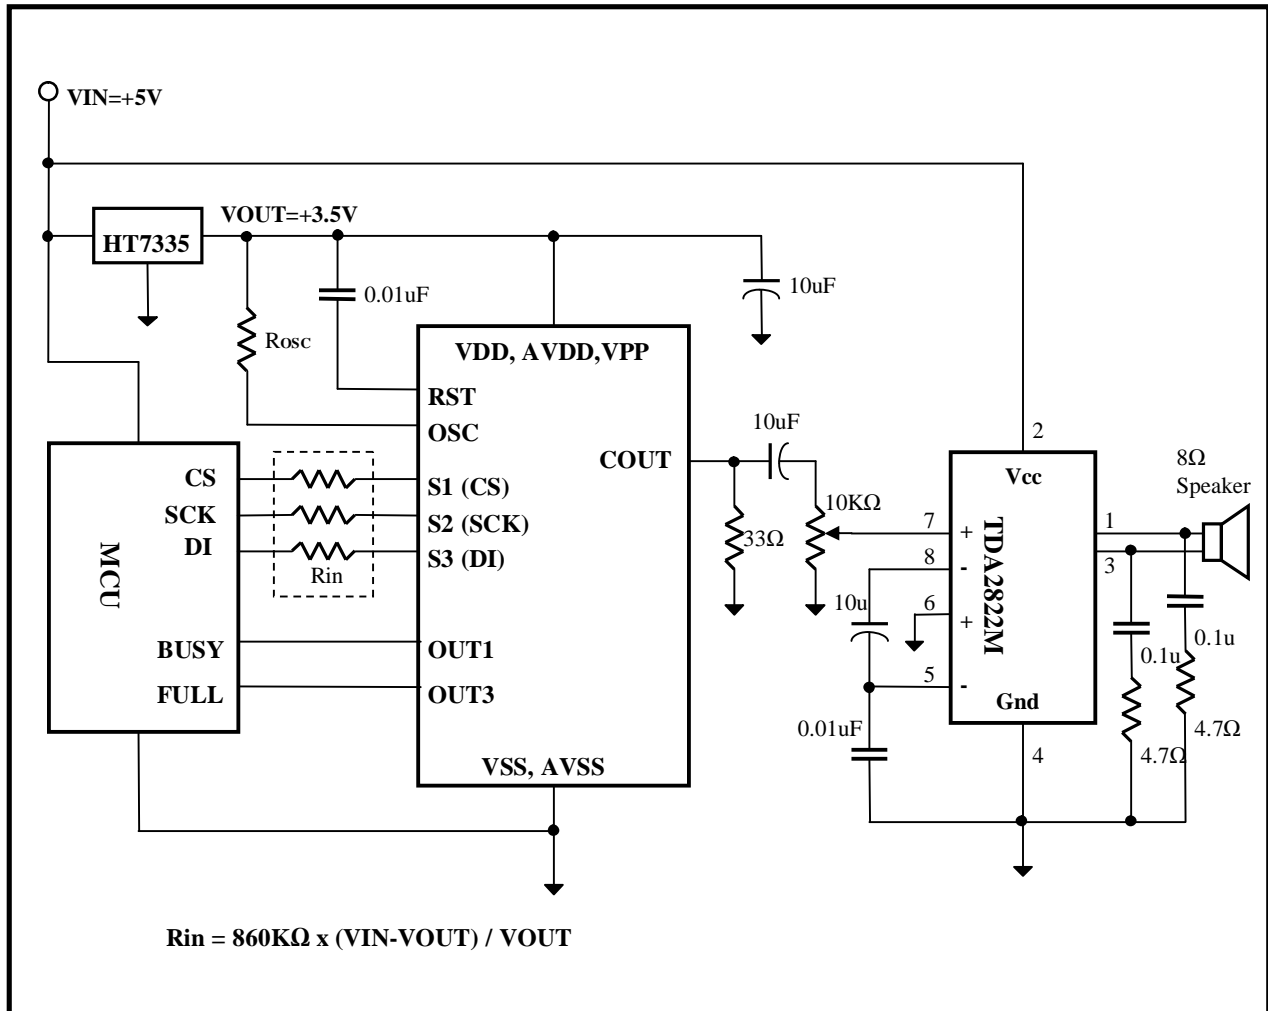 VIN=+5V
VOUT=+3.5V
HT7335
0.01uF
10uF
Rosc
VDD, AVDD,VPP
RST
OSC
COUT
10uF
2
8Ω
Speaker
CS
SCK
DI
MCU
BUSY
FULL
Rin
S1 (CS)
S2 (SCK)
S3 (DI)
OUT1
OUT3
VSS, AVSS
33Ω
10KΩ
Vcc
TDA2822M
Gnd
7
+
8
-
6
+
5
-
1
3
4
10u
0.01uF
0.1u
0.1u
4.7Ω
4.7Ω
Rin = 860KΩ x (VIN-VOUT) / VOUT